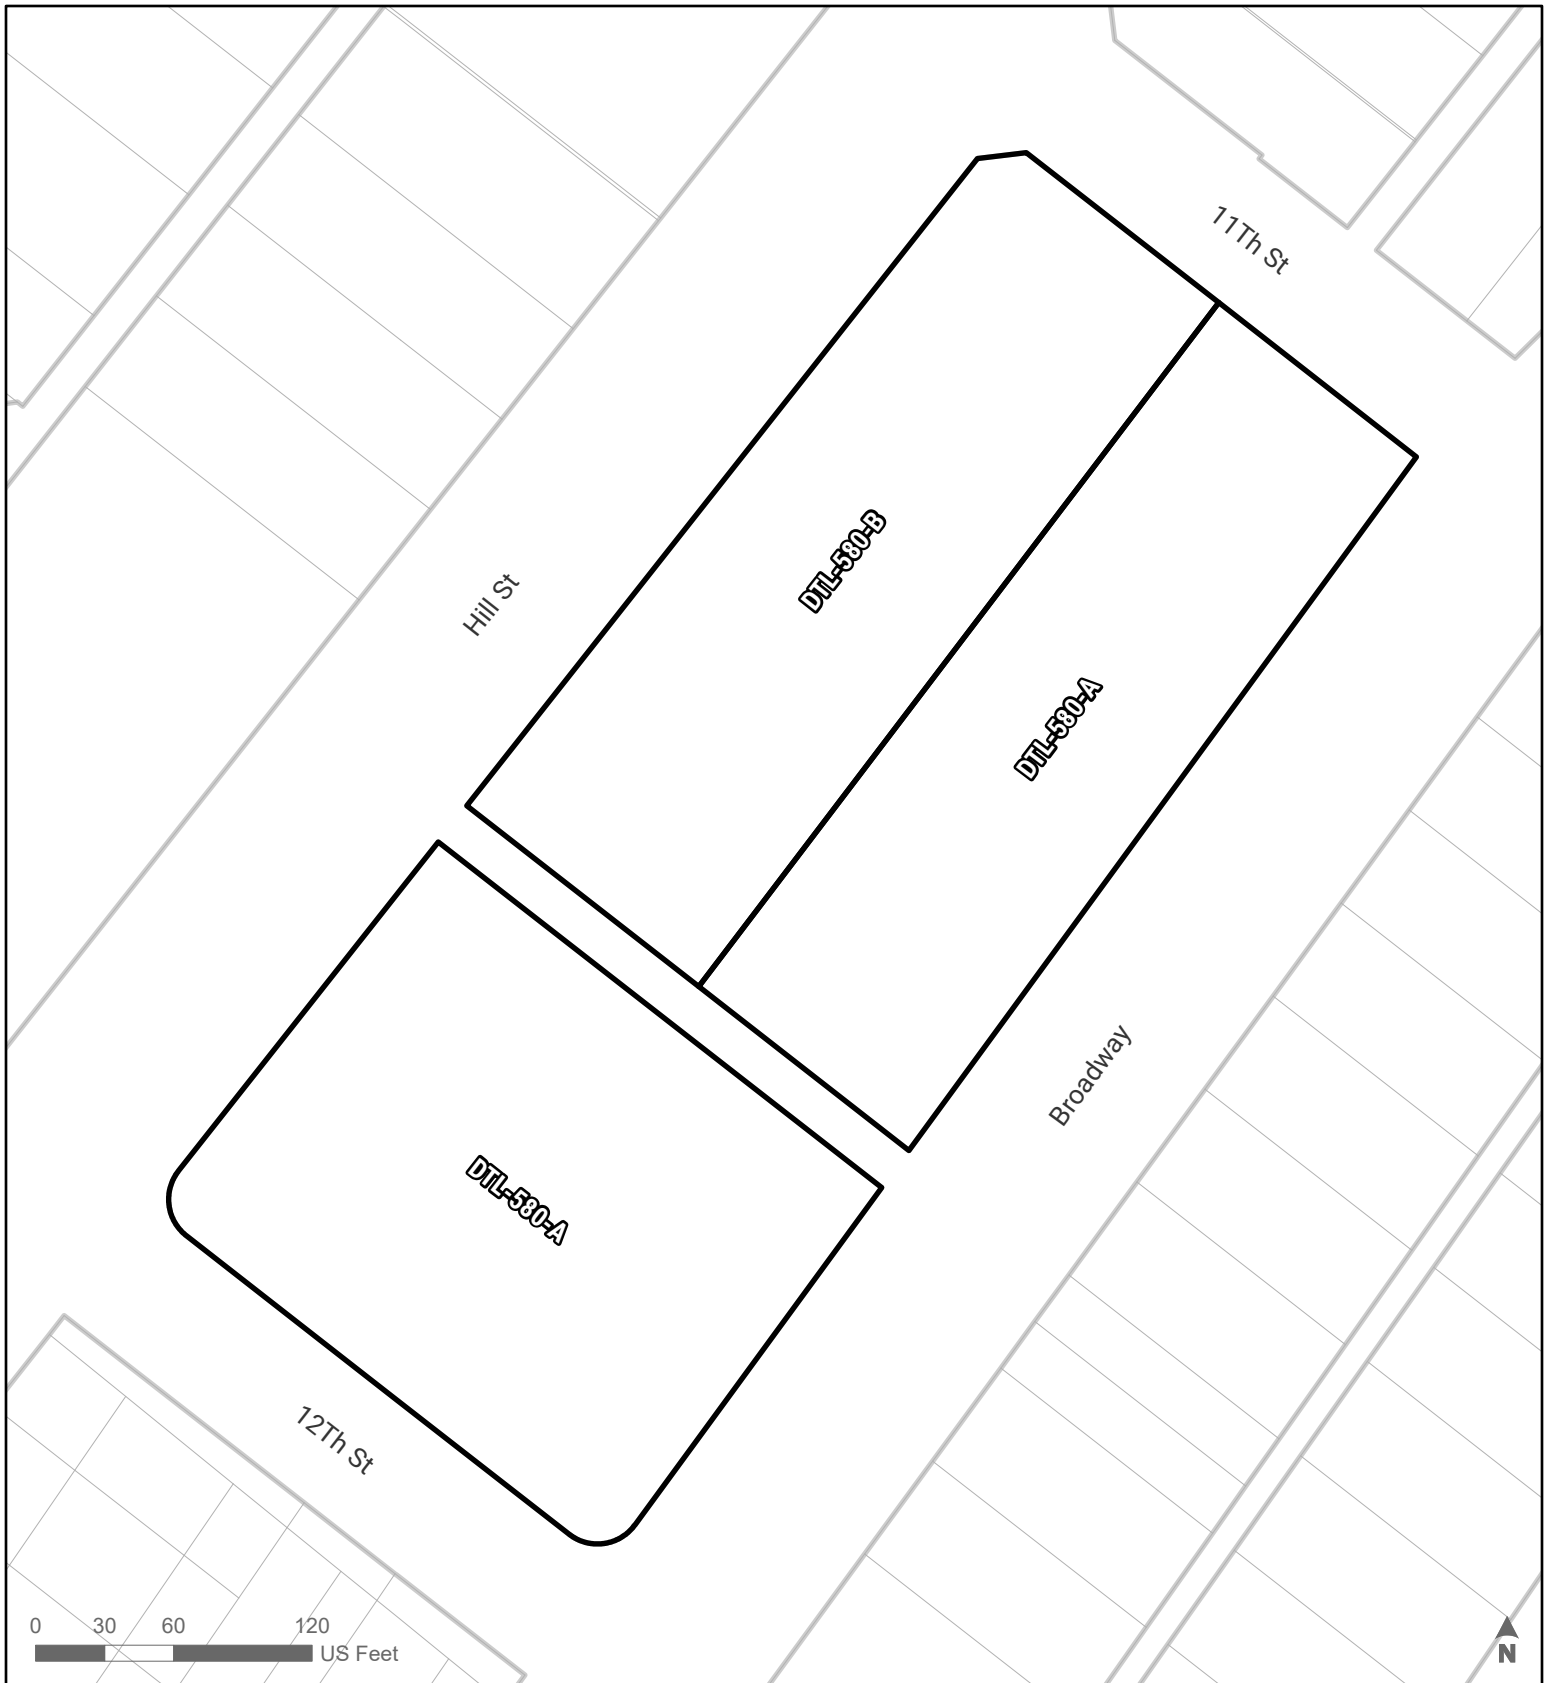 11Th St
DTL-580-B
Hill St
DTL-580-A
Broadway
DTL-580-A
12Th St
0 30 60 120
US Feet
N